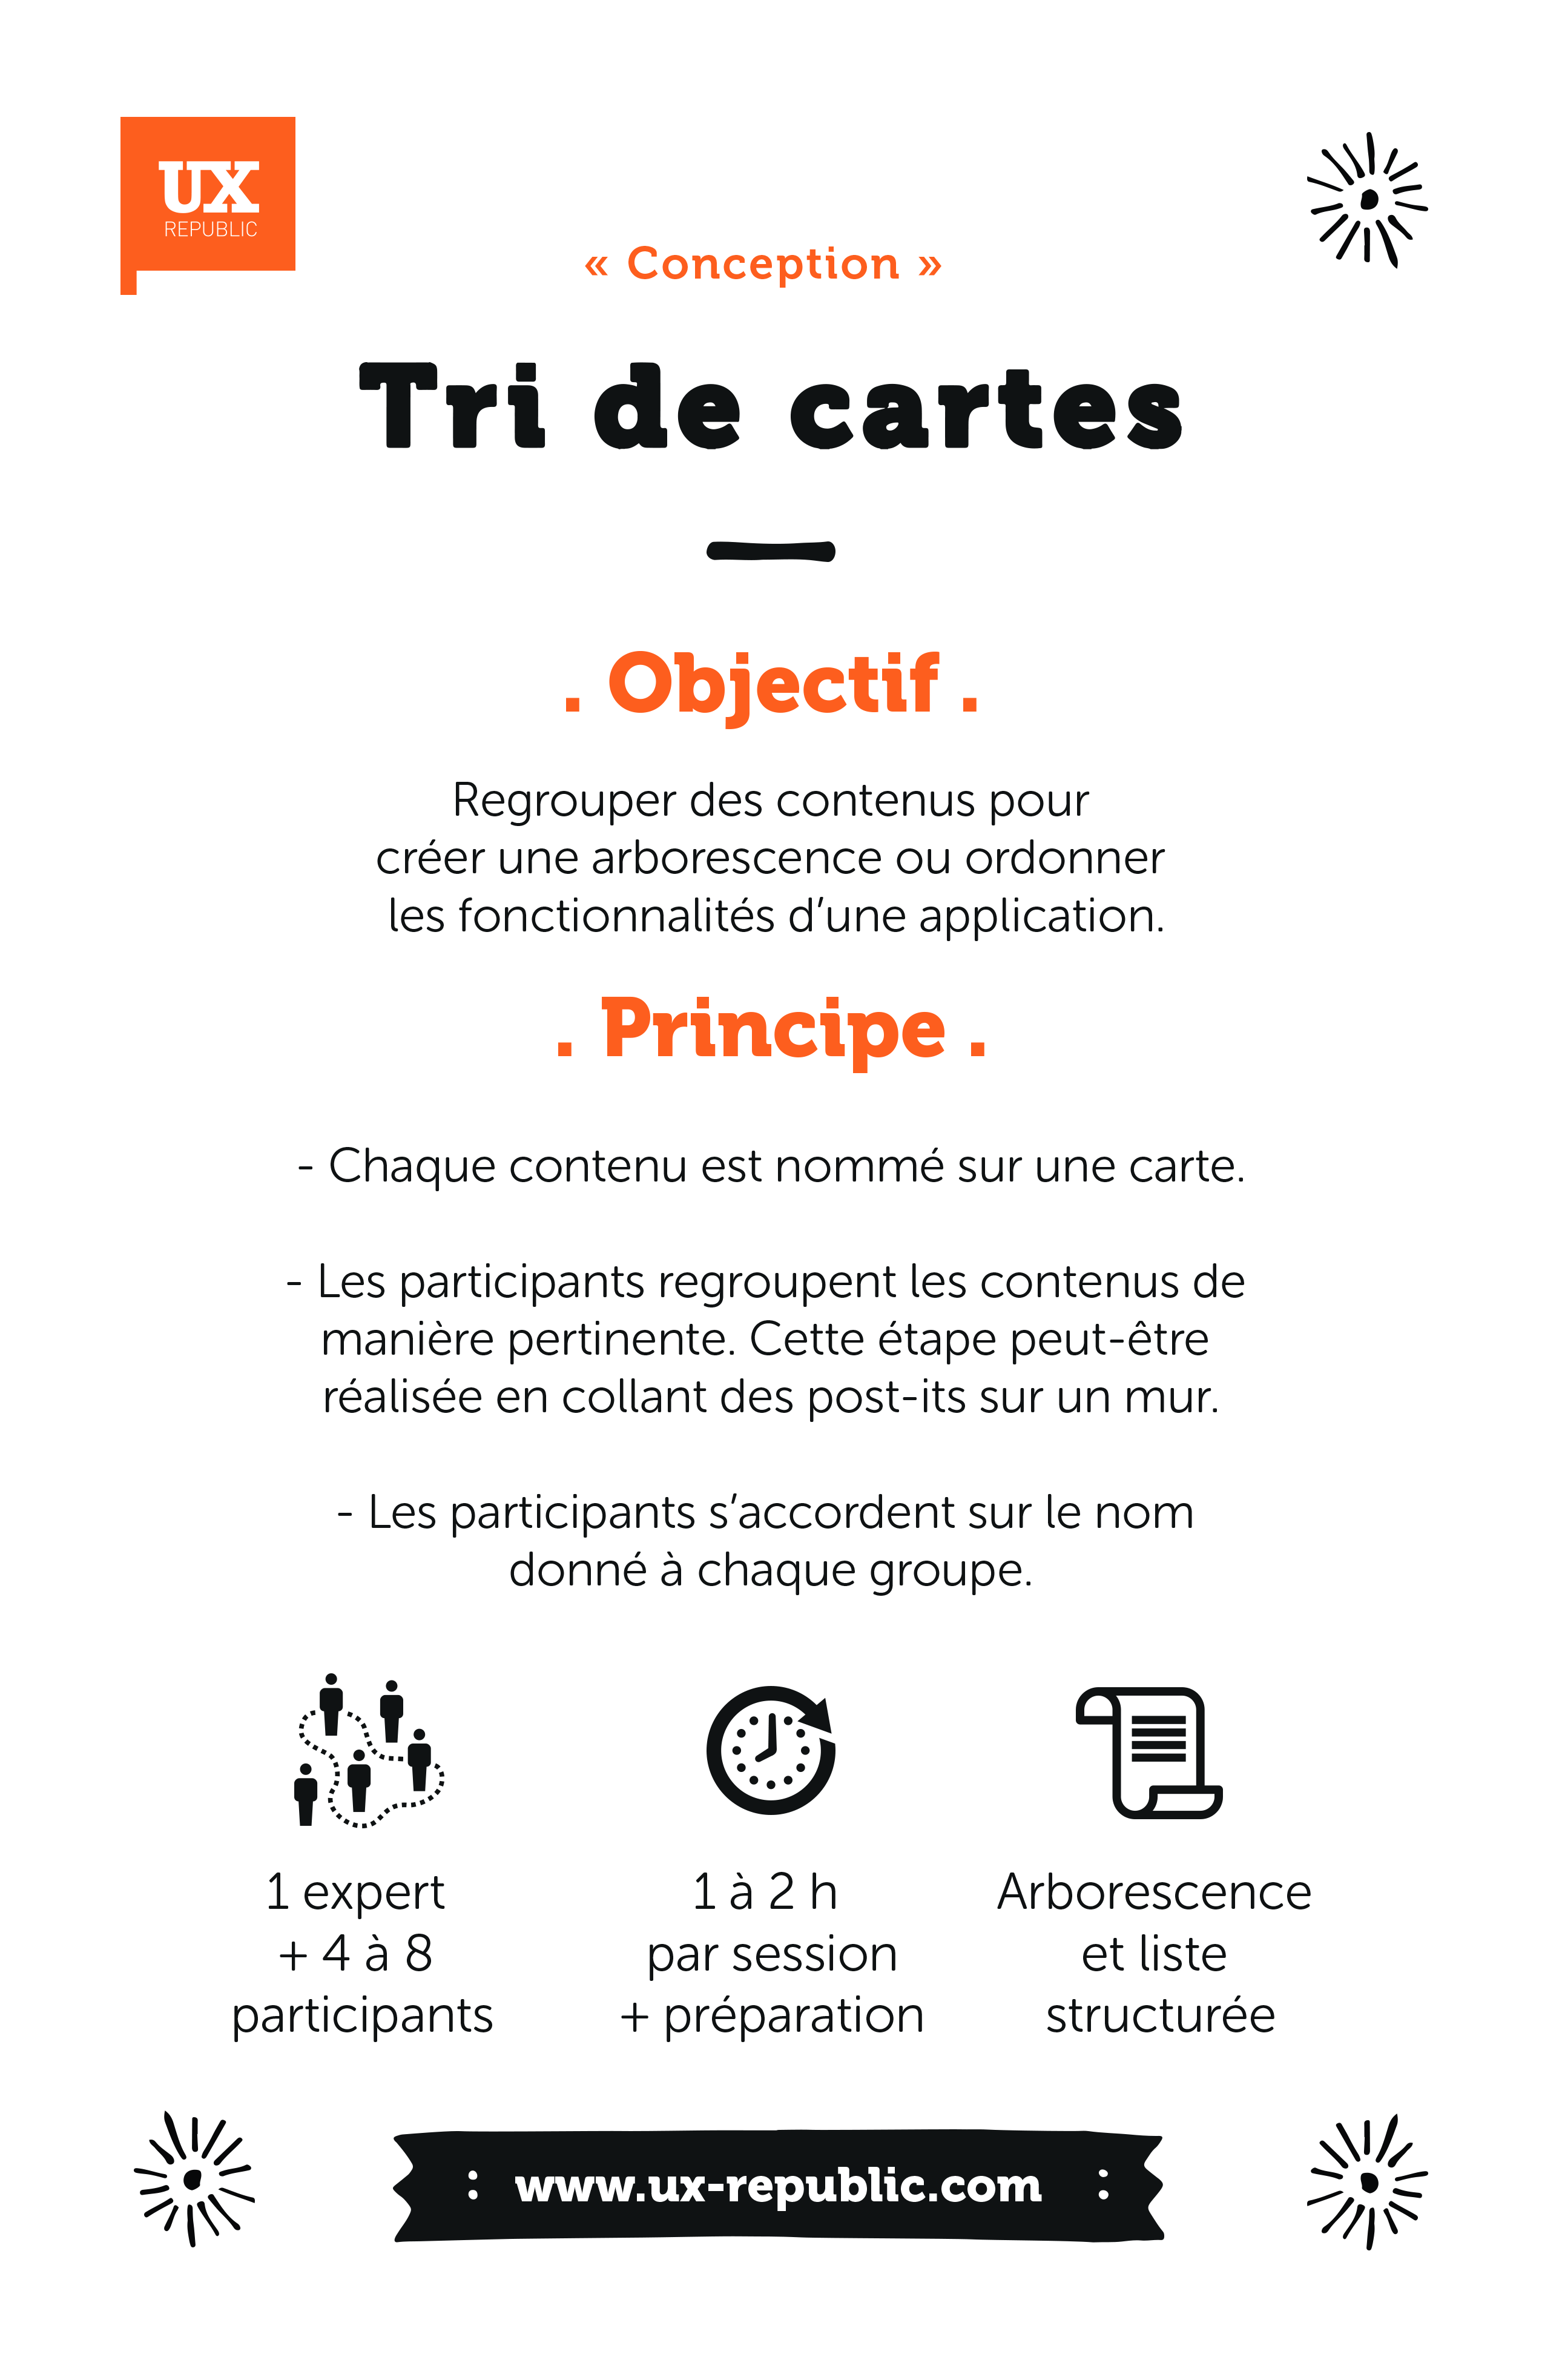 UX
REPUBLIC
« Conception »
Tri de cartes
. Objectif .
Regrouper des contenus pour
créer une arborescence ou ordonner
les fonctionnalités d’une application.
. Principe .
- Chaque contenu est nommé sur une carte.
- Les participants regroupent les contenus de
manière pertinente. Cette étape peut-être
réalisée en collant des post-its sur un mur.
- Les participants s’accordent sur le nom
donné à chaque groupe.
1 expert
+ 4 à 8
participants
1 à 2 h
par session
+ préparation
Arborescence
et liste
structurée
: www.ux-republic.com :